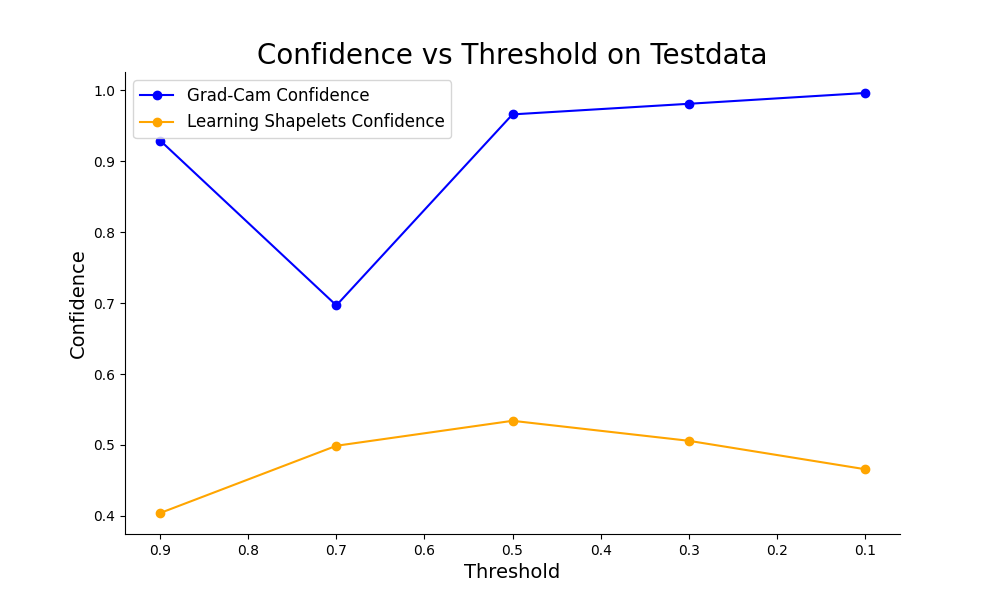 Confidence vs Threshold on Testdata
Grad-Cam Confidence
Learning Shapelets Confidence
1.0
0.9
0.8
0.7
0.6
0.5
0.4
Confidence
0.9 0.8 0.7 0.6 0.5 0.4 0.3 0.2 0.1
Threshold